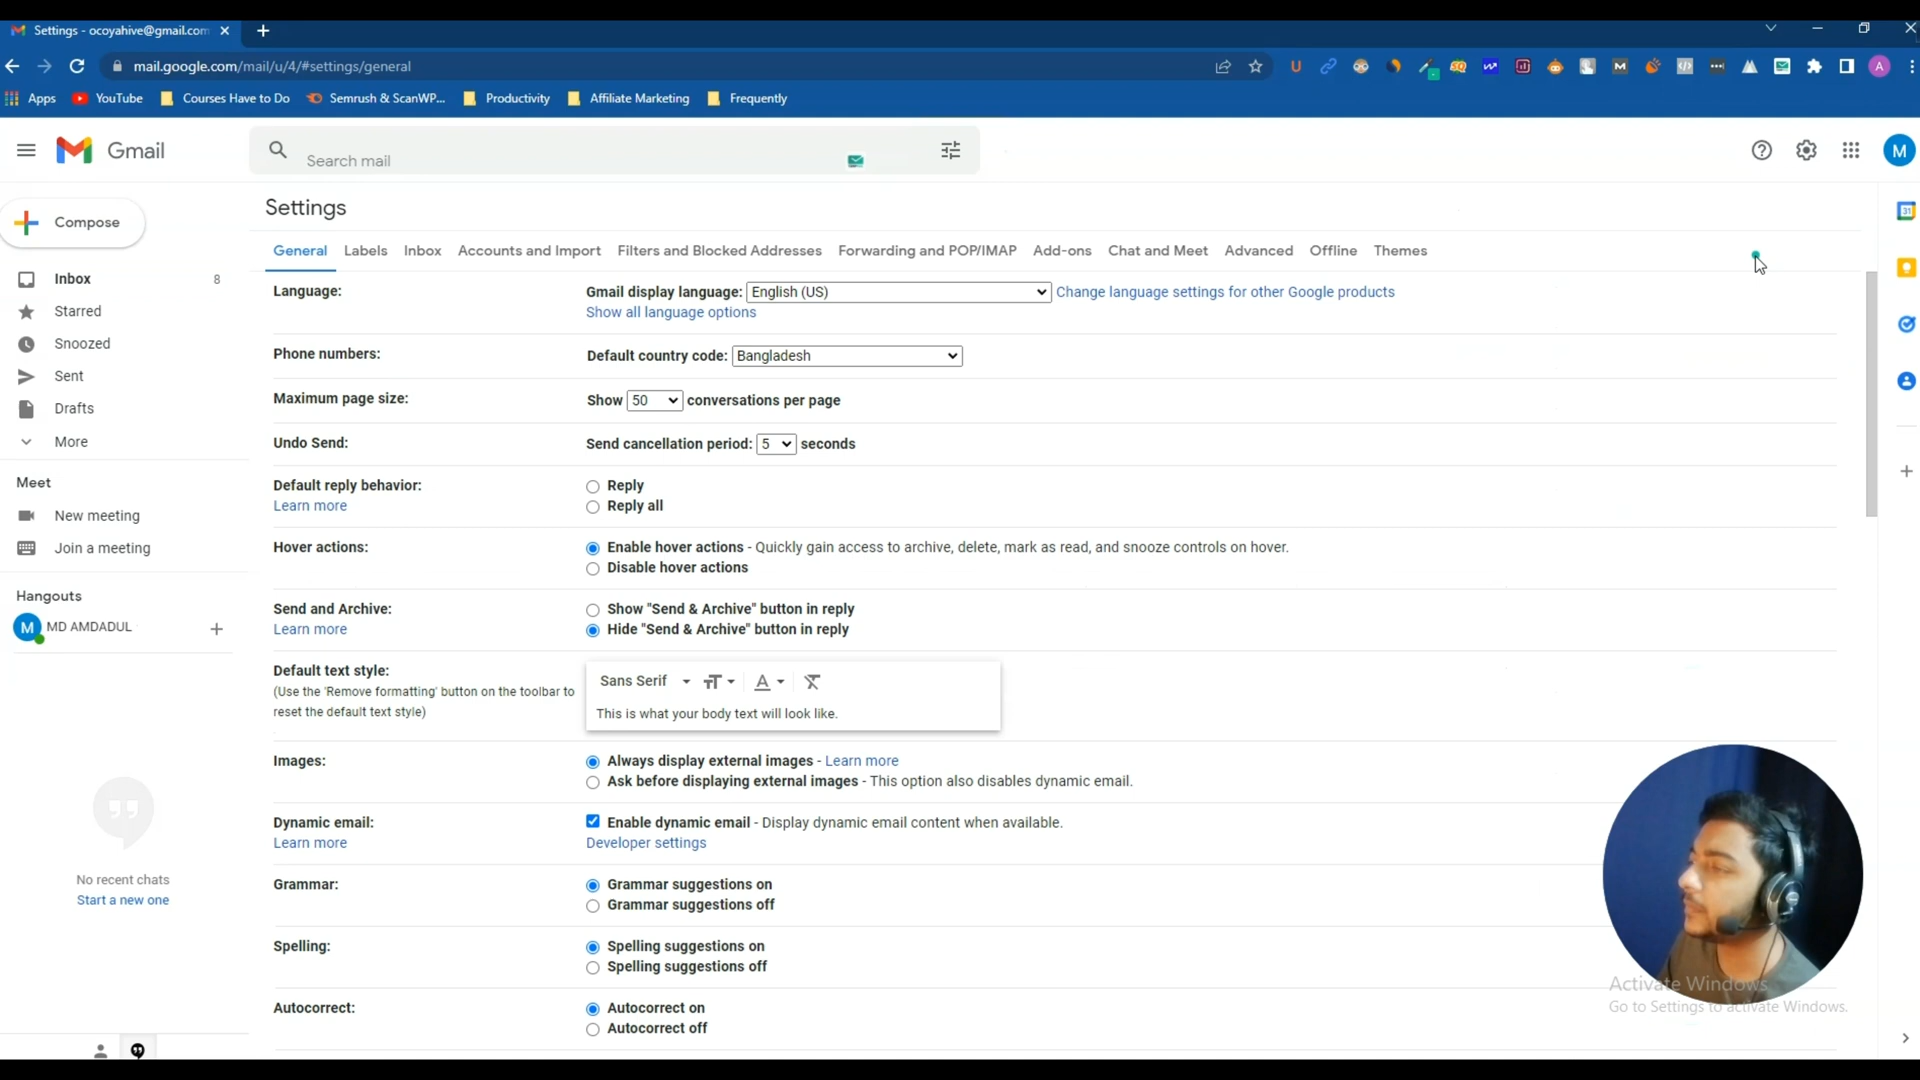 Settings - ocoyahive@gmail.com
mail.google.com/mail/u/4/#settings/general
Apps YouTube Courses Have to Do Semrush & ScanWP... Productivity Affiliate Marketing Frequently
Gmail
Search mail
M
Compose
Inbox 8
Starred
Snoozed
Sent
Drafts
More
Meet
New meeting
Join a meeting
Hangouts
M MD AMDADUL
No recent chats
Start a new one
Settings
General Labels Inbox Accounts and Import Filters and Blocked Addresses Forwarding and POP/IMAP Add-ons Chat and Meet Advanced Offline Themes
Language:
Gmail display language: English (US) Change language settings for other Google products
Show all language options
Phone numbers:
Default country code: Bangladesh
Maximum page size:
Show 50 conversations per page
Undo Send:
Send cancellation period: 5 seconds
Default reply behavior:
Learn more
Reply
Reply all
Hover actions:
Enable hover actions - Quickly gain access to archive, delete, mark as read, and snooze controls on hover.
Disable hover actions
Send and Archive:
Learn more
Show "Send & Archive" button in reply
Hide "Send & Archive" button in reply
Default text style:
(Use the 'Remove formatting' button on the toolbar to
reset the default text style)
Sans Serif
This is what your body text will look like.
Images:
Always display external images - Learn more
Ask before displaying external images - This option also disables dynamic email.
Dynamic email:
Learn more
Enable dynamic email - Display dynamic email content when available.
Developer settings
Grammar:
Grammar suggestions on
Grammar suggestions off
Spelling:
Spelling suggestions on
Spelling suggestions off
Autocorrect:
Autocorrect on
Autocorrect off
Activate Windows
Go to Settings to activate Windows.